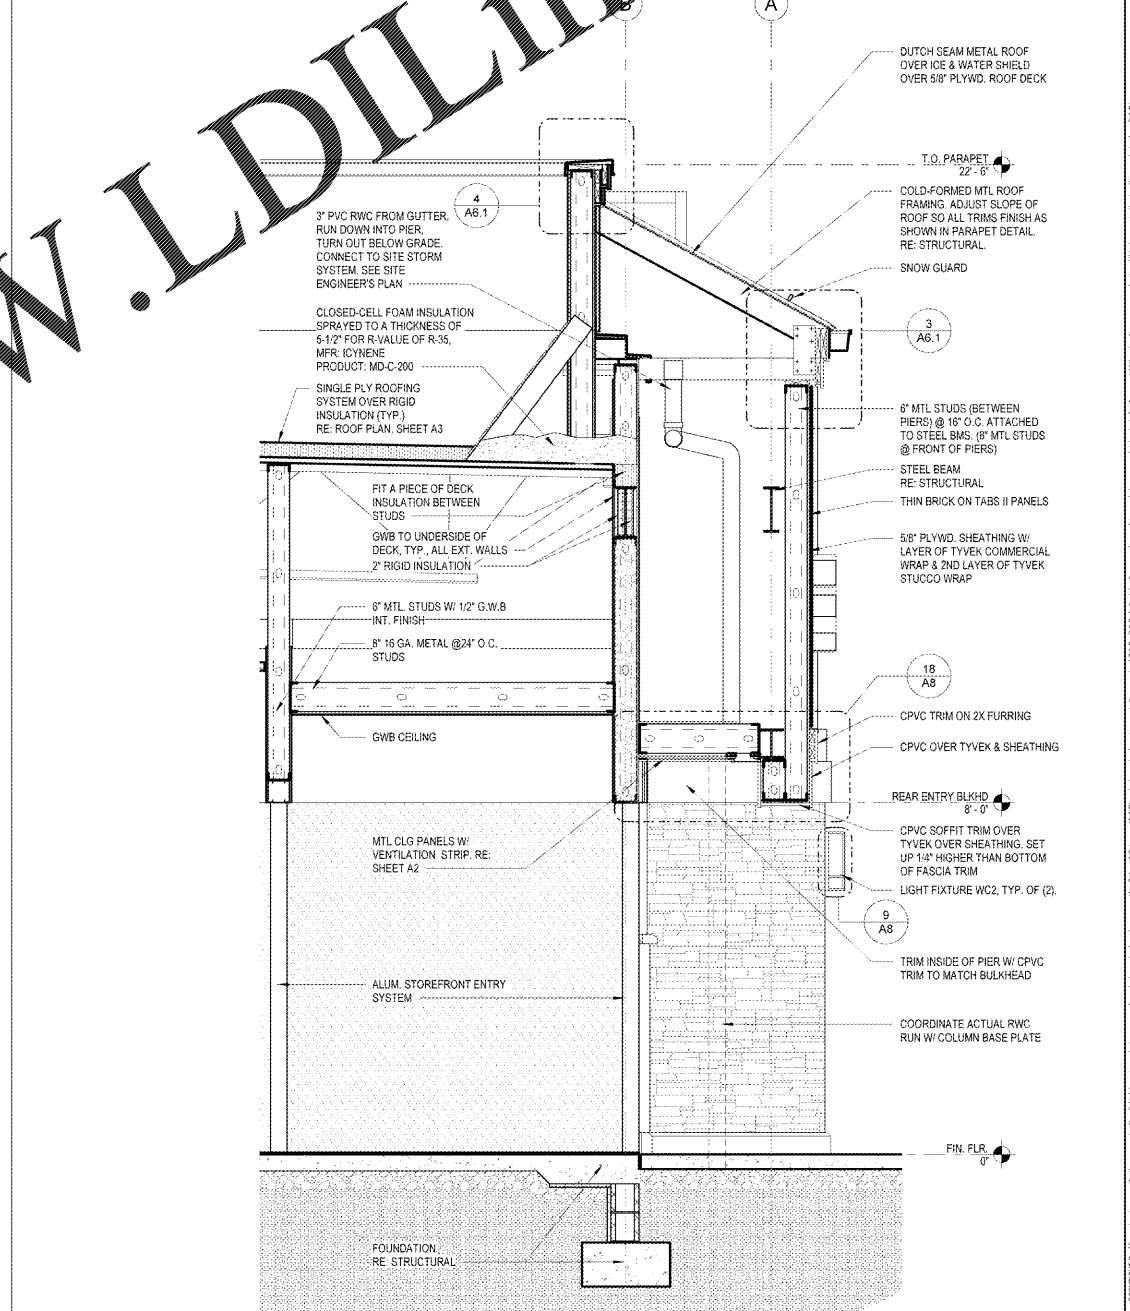 W.LDILi
B
A
DUTCH SEAM METAL ROOF
OVER ICE & WATER SHIELD
OVER 5/8" PLYWD. ROOF DECK
T.O. PARAPET
22' - 6"
COLD-FORMED MTL ROOF
FRAMING. ADJUST SLOPE OF
ROOF SO ALL TRIMS FINISH AS
SHOWN IN PARAPET DETAIL.
RE: STRUCTURAL.
SNOW GUARD
4
A6.1
3" PVC RWC FROM GUTTER.
RUN DOWN INTO PIER,
TURN OUT BELOW GRADE.
CONNECT TO SITE STORM
SYSTEM. SEE SITE
ENGINEER'S PLAN
CLOSED-CELL FOAM INSULATION
SPRAYED TO A THICKNESS OF
5-1/2" FOR R-VALUE OF R-35,
MFR: ICYNENE
PRODUCT: MD-C-200
3
A6.1
SINGLE PLY ROOFING
SYSTEM OVER RIGID
INSULATION (TYP.)
RE: ROOF PLAN, SHEET A3
6" MTL STUDS (BETWEEN
PIERS) @ 16" O.C. ATTACHED
TO STEEL BMS. (8" MTL STUDS
@ FRONT OF PIERS)
STEEL BEAM
RE: STRUCTURAL
THIN BRICK ON TABS II PANELS
FIT A PIECE OF DECK
INSULATION BETWEEN
STUDS
GWB TO UNDERSIDE OF
DECK, TYP., ALL EXT. WALLS
2" RIGID INSULATION
5/8" PLYWD. SHEATHING W/
LAYER OF TYVEK COMMERCIAL
WRAP & 2ND LAYER OF TYVEK
STUCCO WRAP
6" MTL. STUDS W/ 1/2" G.W.B
INT. FINISH
8" 16 GA. METAL @24" O.C.
STUDS
18
A8
CPVC TRIM ON 2X FURRING
GWB CEILING
CPVC OVER TYVEK & SHEATHING
REAR ENTRY BLKHD
8' - 0"
CPVC SOFFIT TRIM OVER
TYVEK OVER SHEATHING. SET
UP 1/4" HIGHER THAN BOTTOM
OF FASCIA TRIM
MTL CLG PANELS W/
VENTILATION STRIP. RE:
SHEET A2
LIGHT FIXTURE WC2, TYP. OF (2).
9
A8
TRIM INSIDE OF PIER W/ CPVC
TRIM TO MATCH BULKHEAD
ALUM. STOREFRONT ENTRY
SYSTEM
COORDINATE ACTUAL RWC
RUN W/ COLUMN BASE PLATE
FIN. FLR.
0"
FOUNDATION,
RE: STRUCTURAL